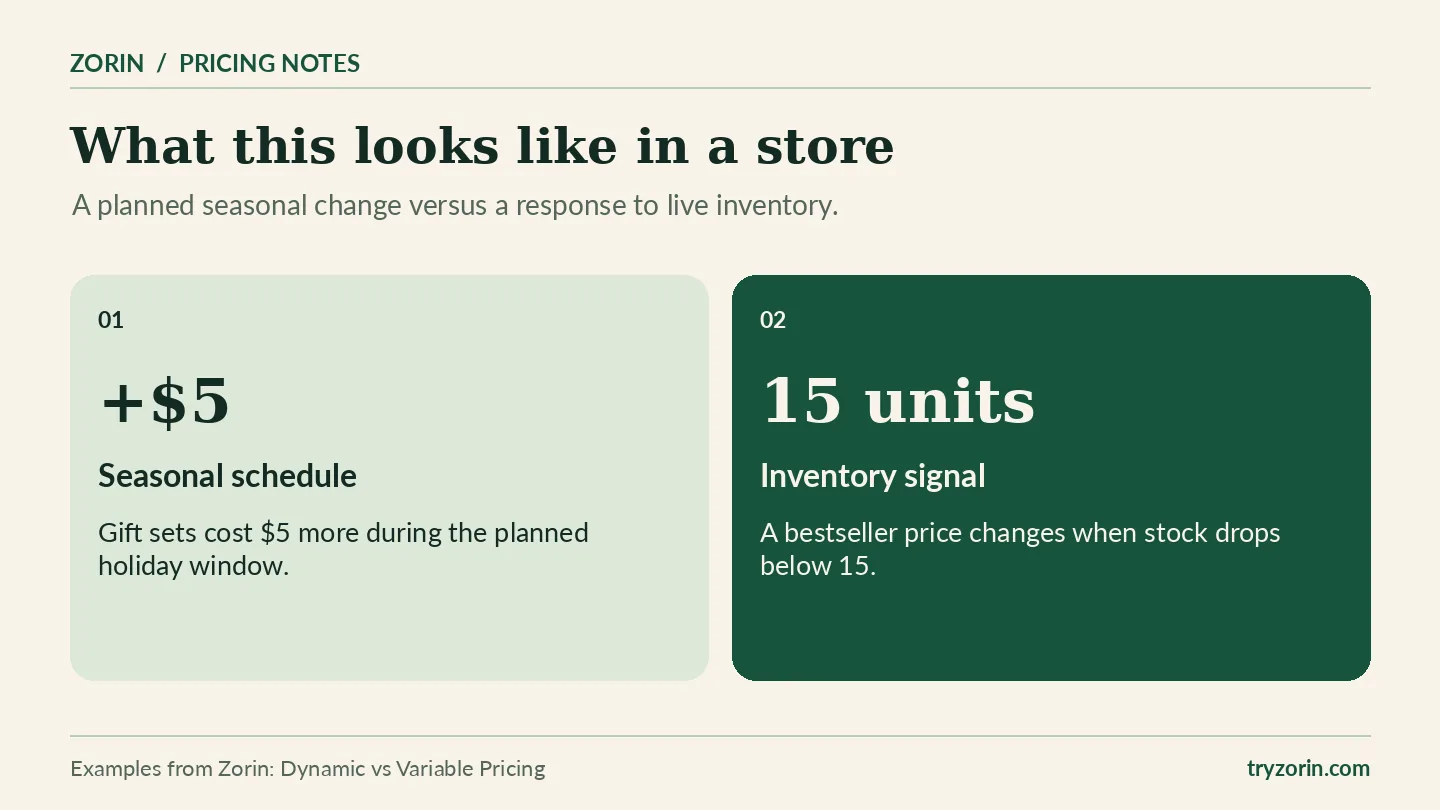 ZORIN / PRICING NOTES
What this looks like in a store
A planned seasonal change versus a response to live inventory.
01
+$5
Seasonal schedule
Gift sets cost $5 more during the planned
holiday window.
02
15 units
Inventory signal
A bestseller price changes when stock drops
below 15.
Examples from Zorin: Dynamic vs Variable Pricing
tryzorin.com